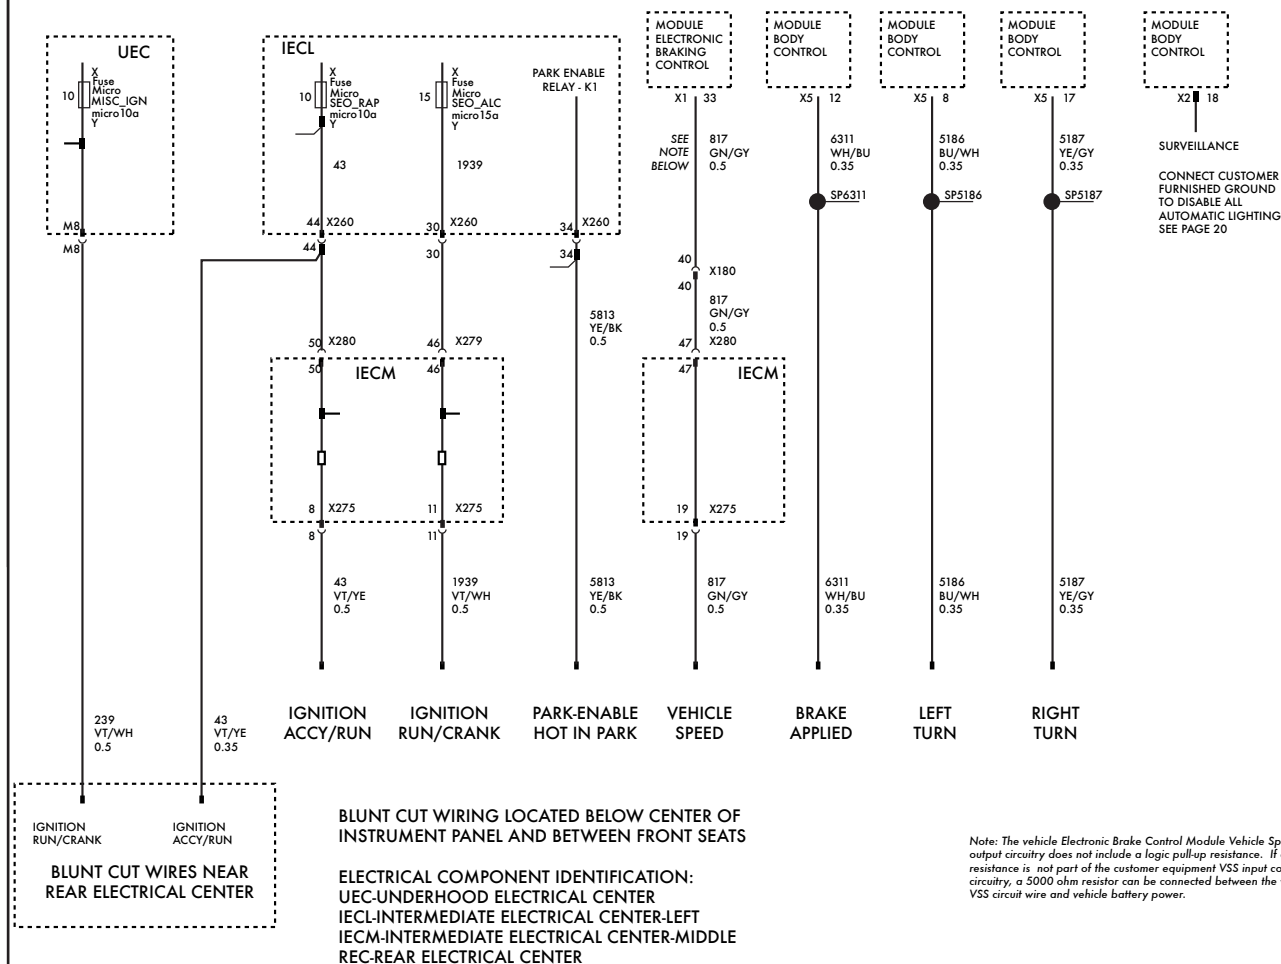 UEC
X
Fuse
Micro
MISC_IGN
micro10a
Y
10
M8
M8
239
VT/WH
0.5
IECL
X
Fuse
Micro
SEO_RAP
micro10a
Y
10
43
44 X260
44
X
Fuse
Micro
SEO_ALC
micro15a
Y
15
1939
30 X260
30
PARK ENABLE
RELAY - K1
34 X260
34
5813
YE/BK
0.5
43
VT/YE
0.35
50 X280
50
46 X279
46
IECM
8 X275
8
11 X275
11
43
VT/YE
0.5
1939
VT/WH
0.5
5813
YE/BK
0.5
MODULE
ELECTRONIC
BRAKING
CONTROL
X1 33
SEE
NOTE
BELOW
817
GN/GY
0.5
40
X180
40
817
GN/GY
0.5
47 X280
47
IECM
19 X275
19
817
GN/GY
0.5
MODULE
BODY
CONTROL
X5 12
6311
WH/BU
0.35
SP6311
6311
WH/BU
0.35
MODULE
BODY
CONTROL
X5 8
5186
BU/WH
0.35
SP5186
5186
BU/WH
0.35
MODULE
BODY
CONTROL
X5 17
5187
YE/GY
0.35
SP5187
5187
YE/GY
0.35
MODULE
BODY
CONTROL
X2 18
SURVEILLANCE
CONNECT CUSTOMER
FURNISHED GROUND
TO DISABLE ALL
AUTOMATIC LIGHTING
SEE PAGE 20
IGNITION
ACCY/RUN
IGNITION
RUN/CRANK
PARK-ENABLE
HOT IN PARK
VEHICLE
SPEED
BRAKE
APPLIED
LEFT
TURN
RIGHT
TURN
IGNITION
RUN/CRANK
IGNITION
ACCY/RUN
BLUNT CUT WIRES NEAR
REAR ELECTRICAL CENTER
BLUNT CUT WIRING LOCATED BELOW CENTER OF
INSTRUMENT PANEL AND BETWEEN FRONT SEATS
ELECTRICAL COMPONENT IDENTIFICATION:
UEC-UNDERHOOD ELECTRICAL CENTER
IECL-INTERMEDIATE ELECTRICAL CENTER-LEFT
IECM-INTERMEDIATE ELECTRICAL CENTER-MIDDLE
REC-REAR ELECTRICAL CENTER
Note: The vehicle Electronic Brake Control Module Vehicle Sp
output circuitry does not include a logic pull-up resistance. If
resistance is not part of the customer equipment VSS input co
circuitry, a 5000 ohm resistor can be connected between the
VSS circuit wire and vehicle battery power.